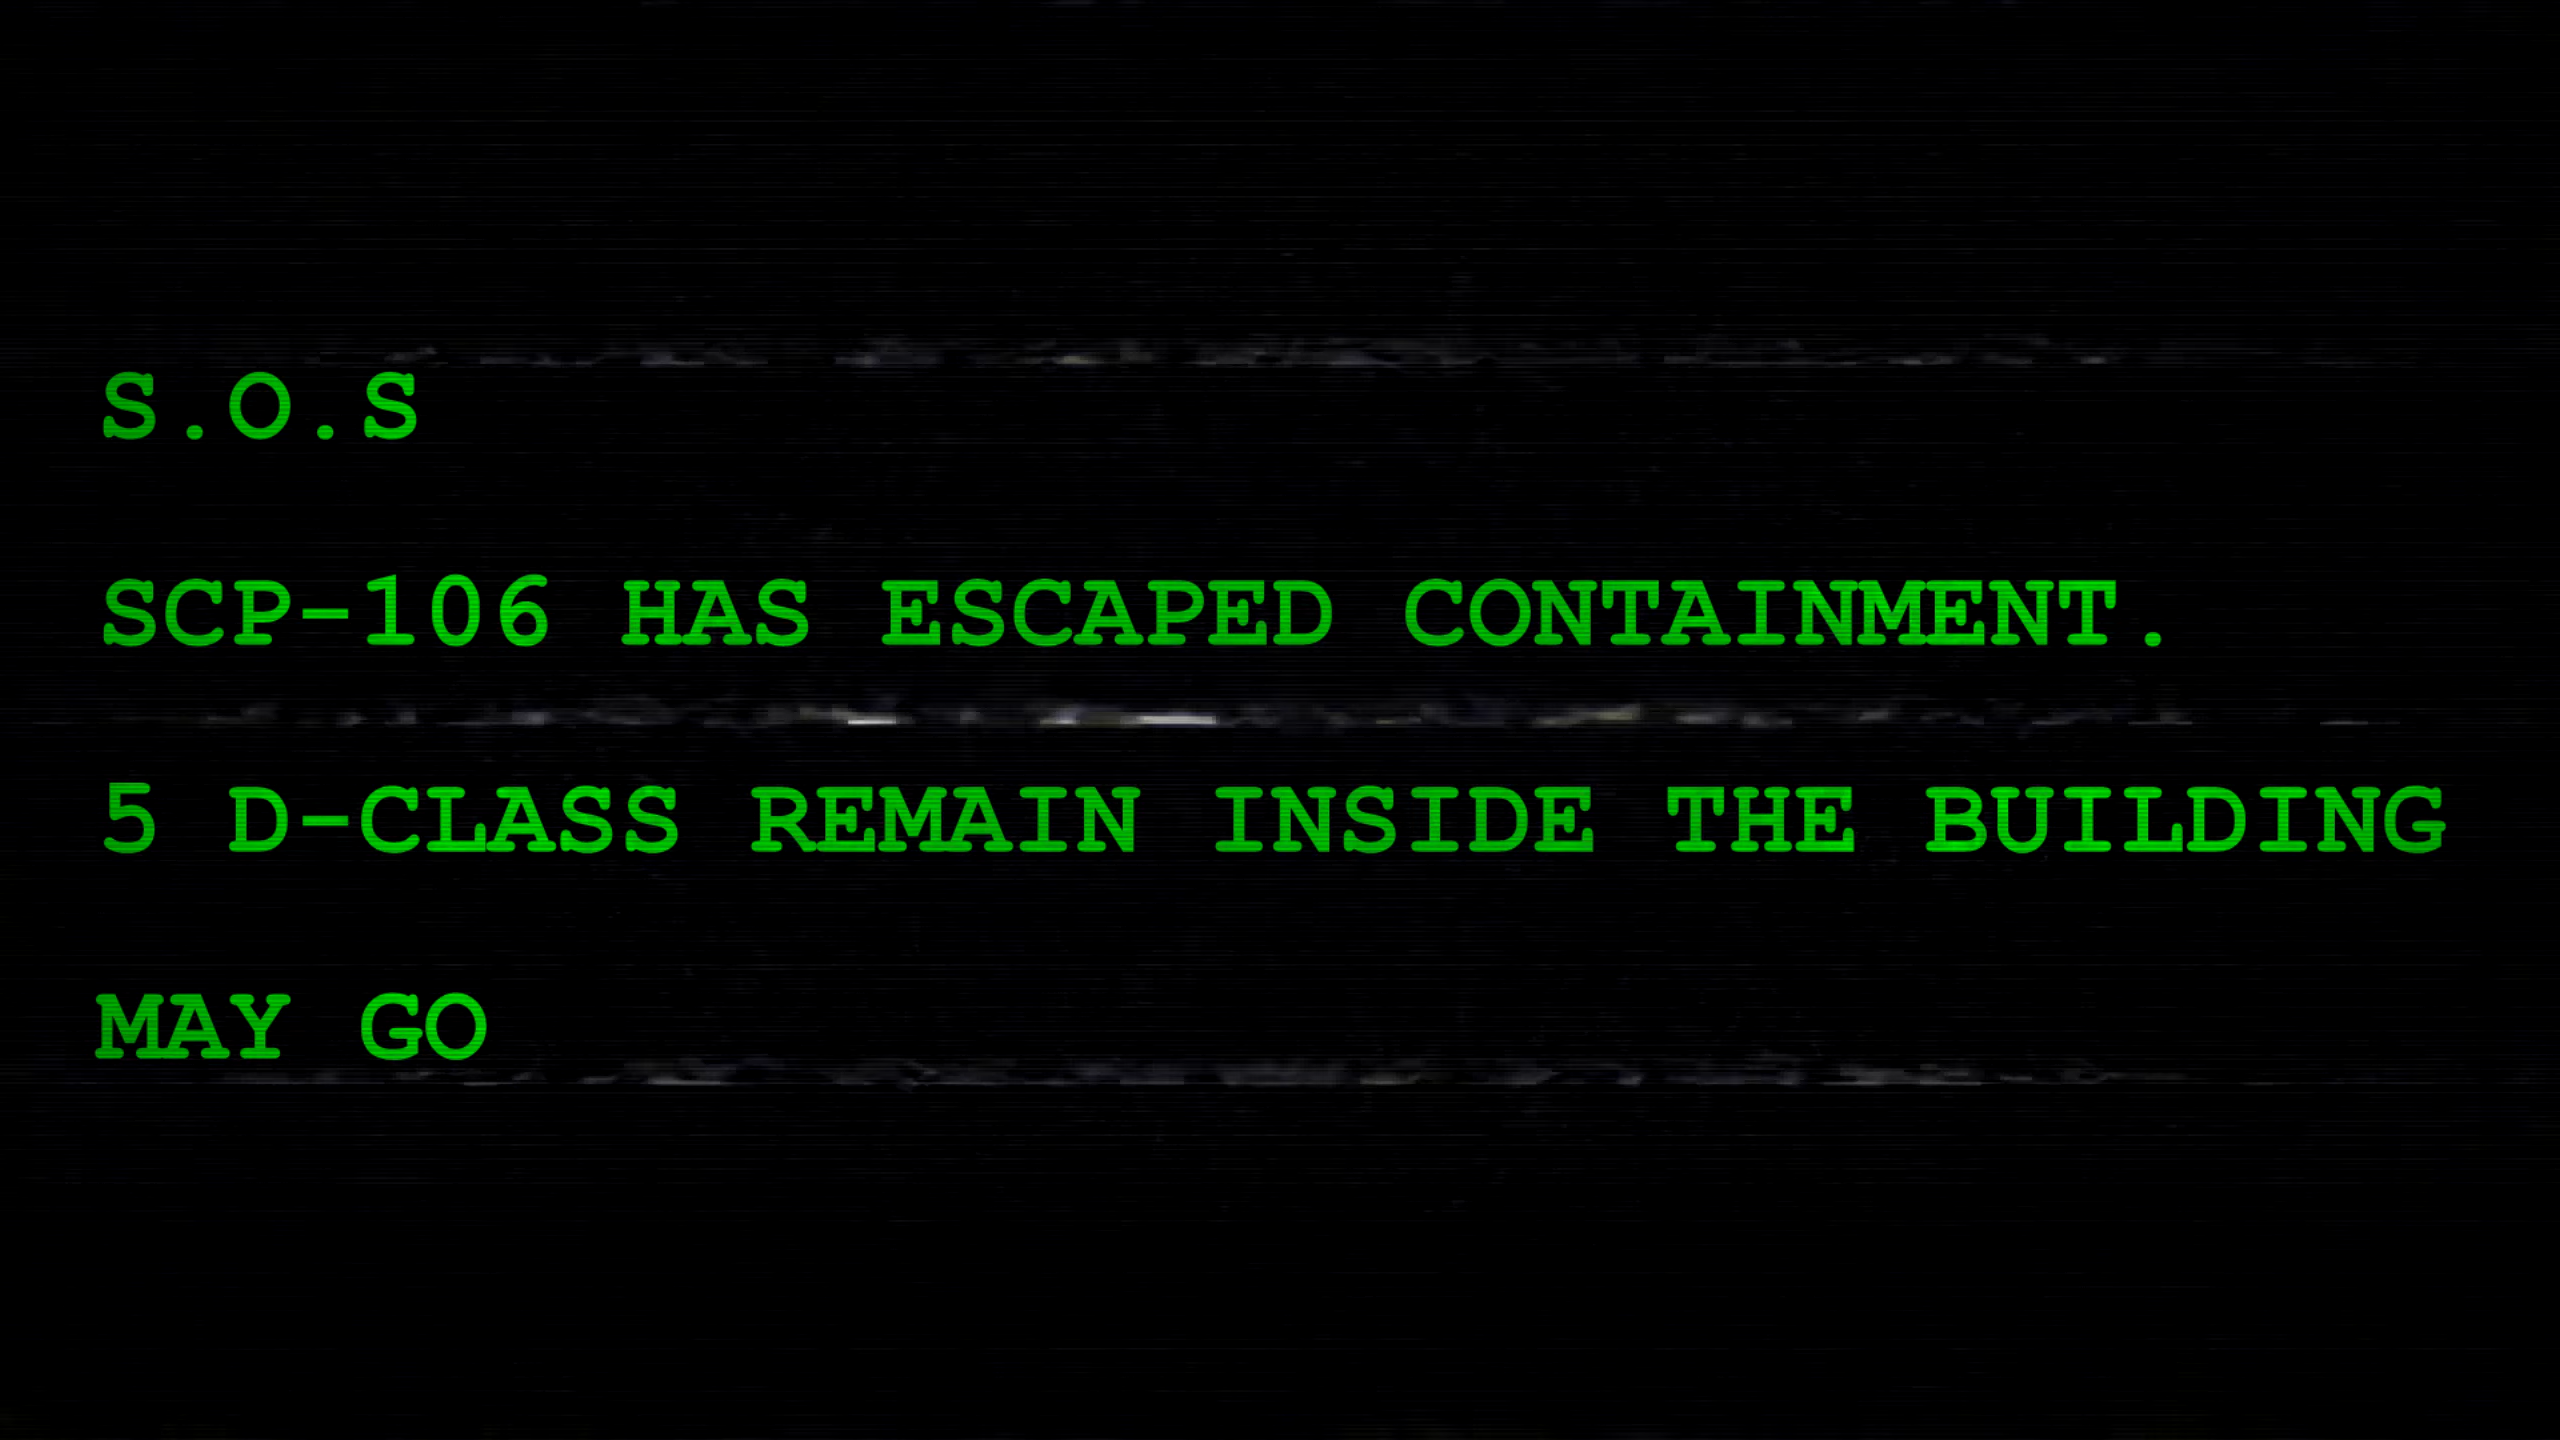 S.O.S
SCP-106 HAS ESCAPED CONTAINMENT.
5 D-CLASS REMAIN INSIDE THE BUILDING
MAY GO